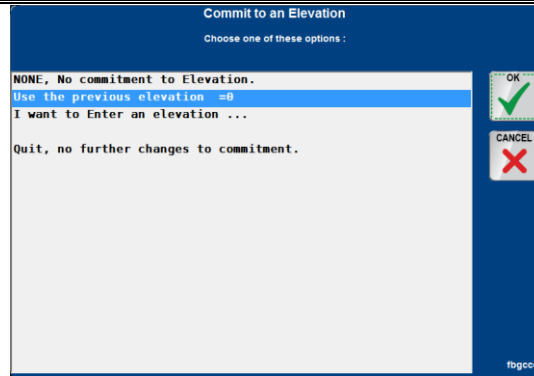 Commit to an Elevation
Choose one of these options :
NONE, No commitment to Elevation.
Use the previous elevation =0
I want to Enter an elevation ...
Quit, no further changes to commitment.
OK
CANCEL